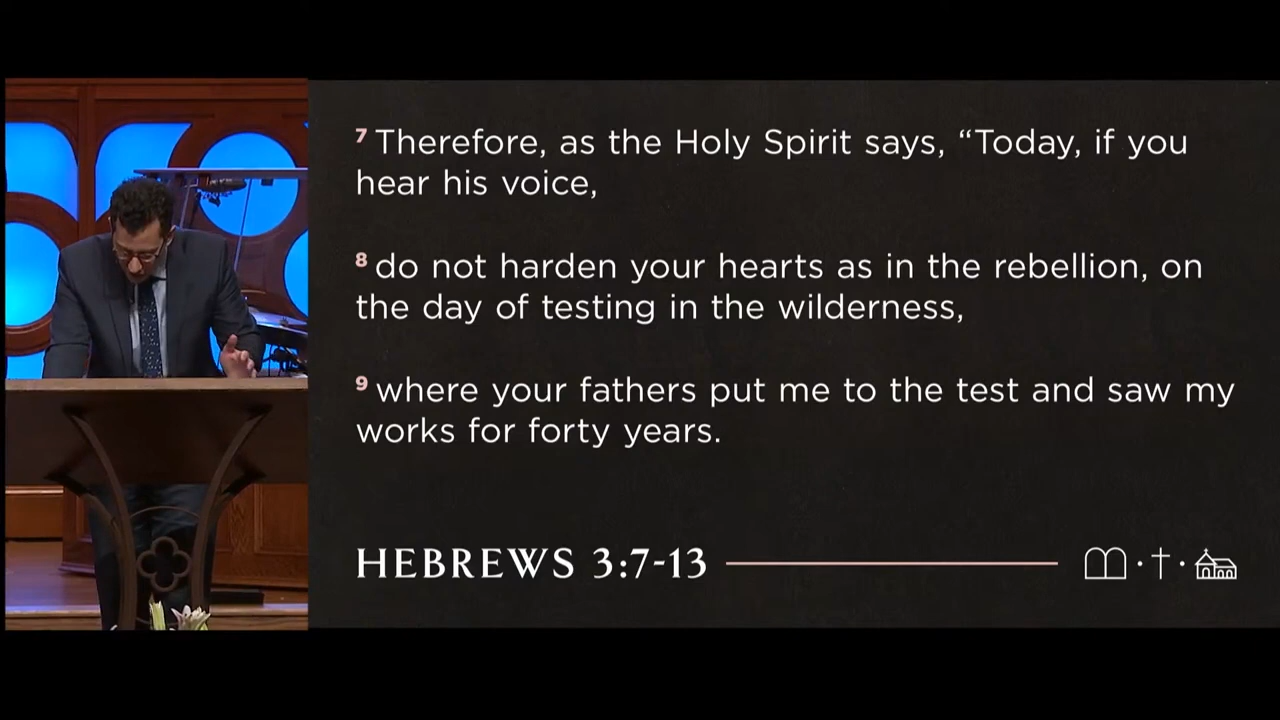 7 Therefore, as the Holy Spirit says, “Today, if you
hear his voice,
8 do not harden your hearts as in the rebellion, on
the day of testing in the wilderness,
9 where your fathers put me to the test and saw my
works for forty years.
HEBREWS 3:7-13